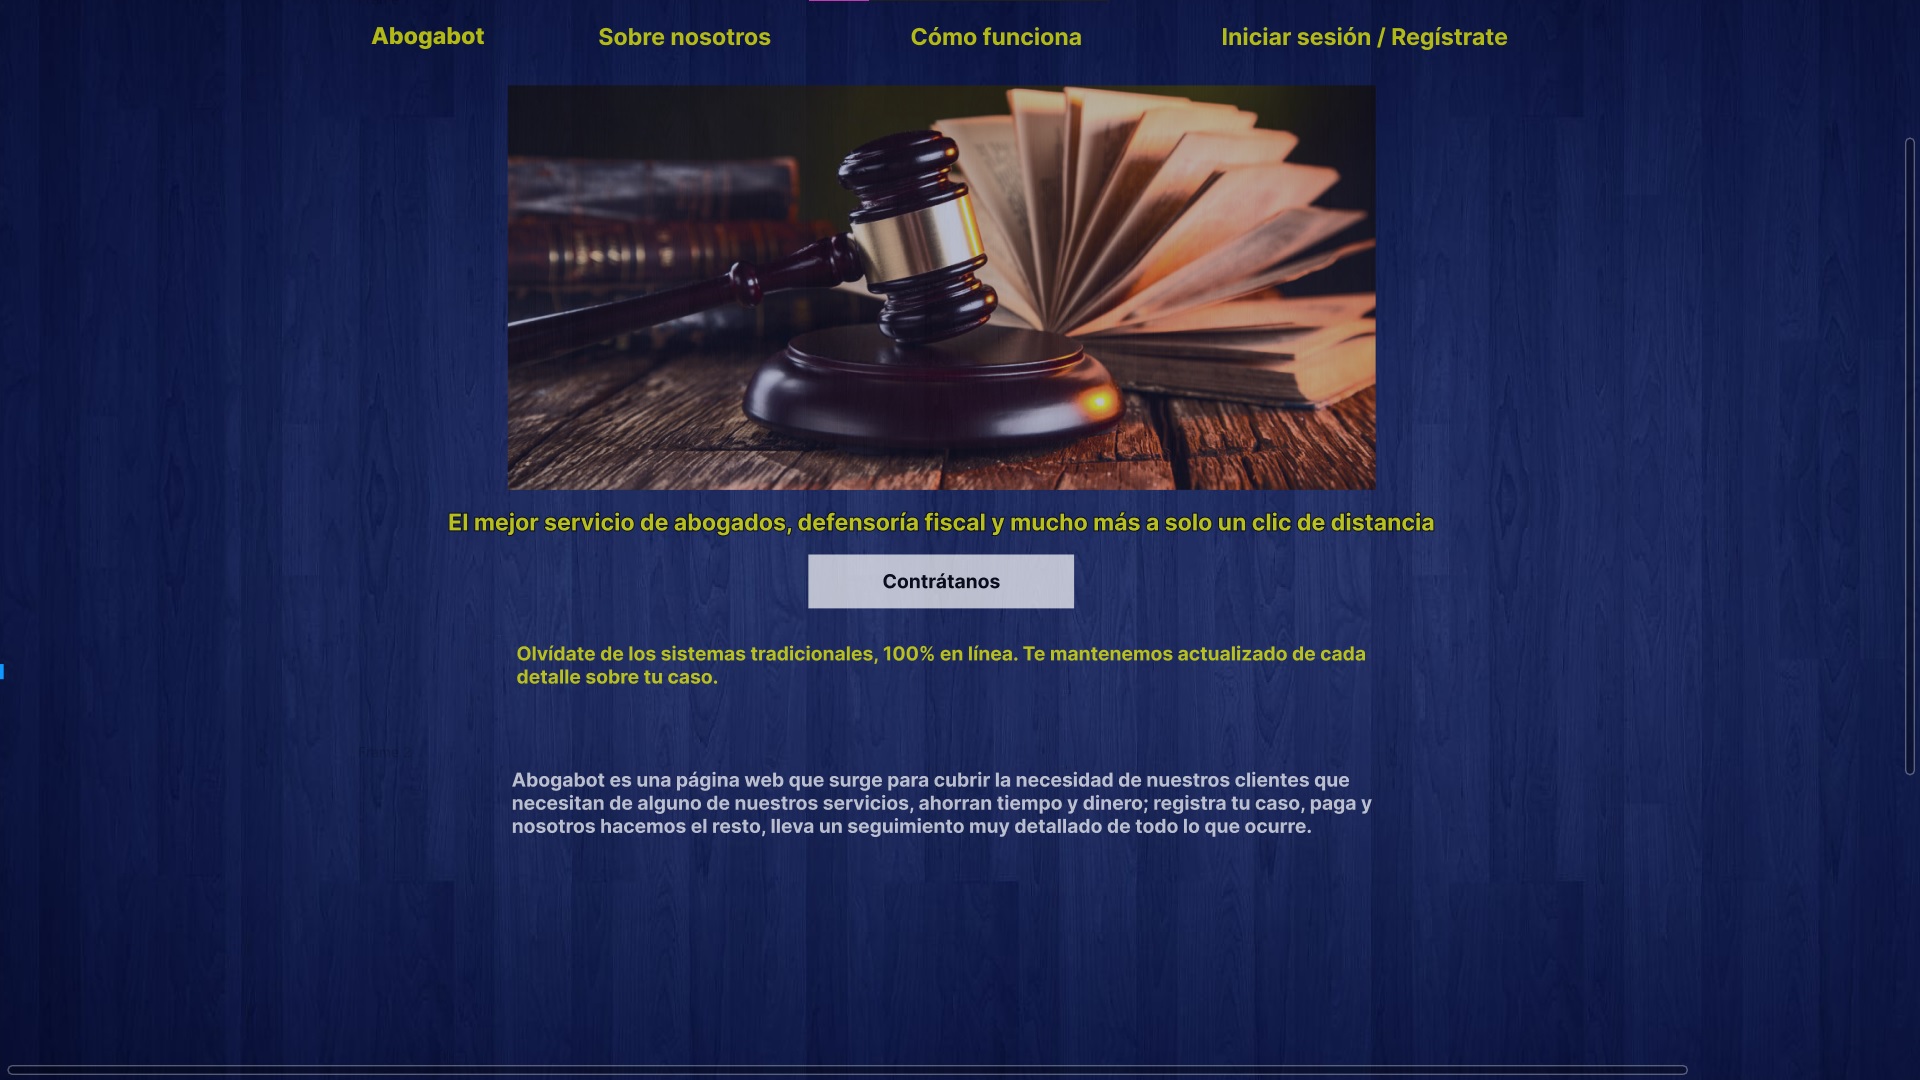 Abogabot
Sobre nosotros
Cómo funciona
Iniciar sesión / Regístrate
El mejor servicio de abogados, defensoría fiscal y mucho más a solo un clic de distancia
Contrátanos
Olvídate de los sistemas tradicionales, 100% en línea. Te mantenemos actualizado de cada
detalle sobre tu caso.
Abogabot es una página web que surge para cubrir la necesidad de nuestros clientes que
necesitan de alguno de nuestros servicios, ahorran tiempo y dinero; registra tu caso, paga y
nosotros hacemos el resto, lleva un seguimiento muy detallado de todo lo que ocurre.